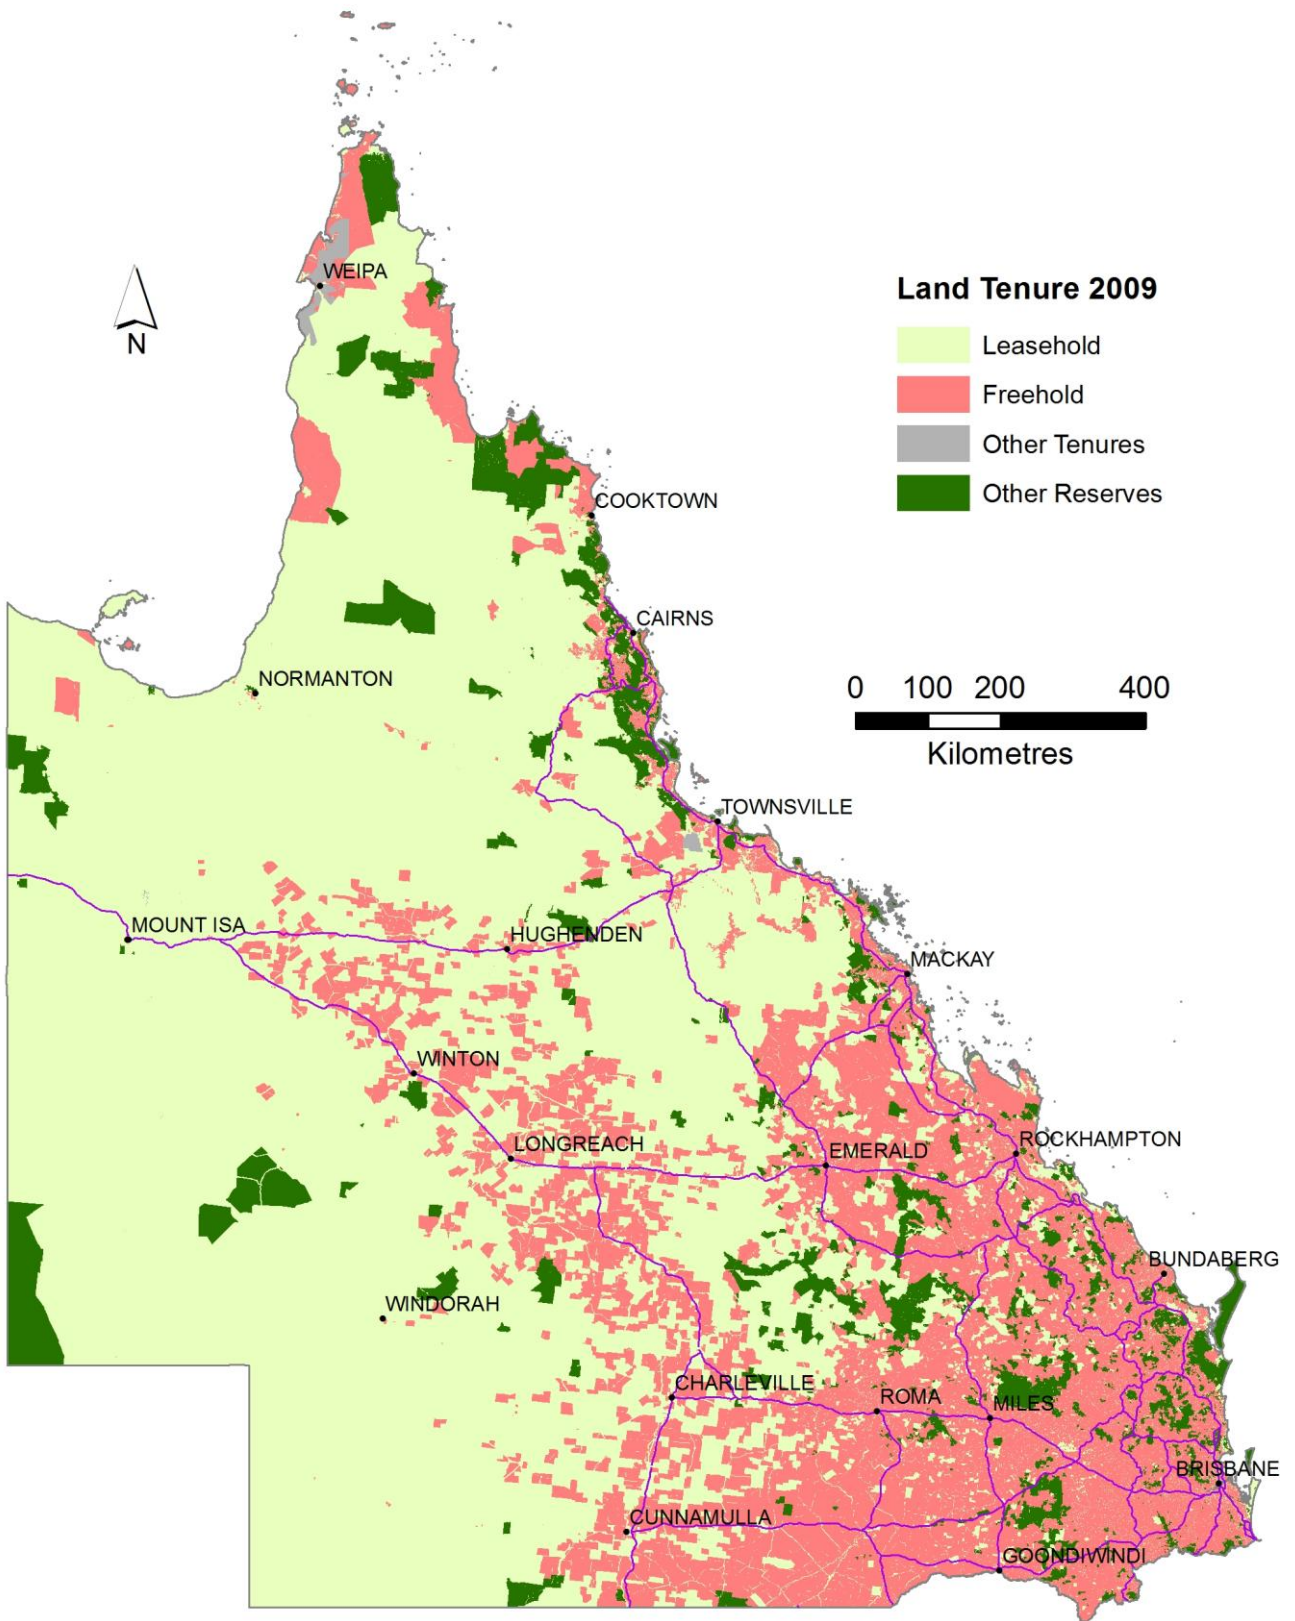 WEIPA
N
Land Tenure 2009
Leasehold
Freehold
Other Tenures
Other Reserves
COOKTOWN
CAIRNS
NORMANTON
0 100 200 400
Kilometres
TOWNSVILLE
MOUNT ISA
HUGHENDEN
MACKAY
WINTON
LONGREACH
EMERALD
ROCKHAMPTON
BUNDABERG
WINDORAH
CHARLEVILLE
ROMA
MILES
BRISBANE
CUNNAMULLA
GOONDIWINDI